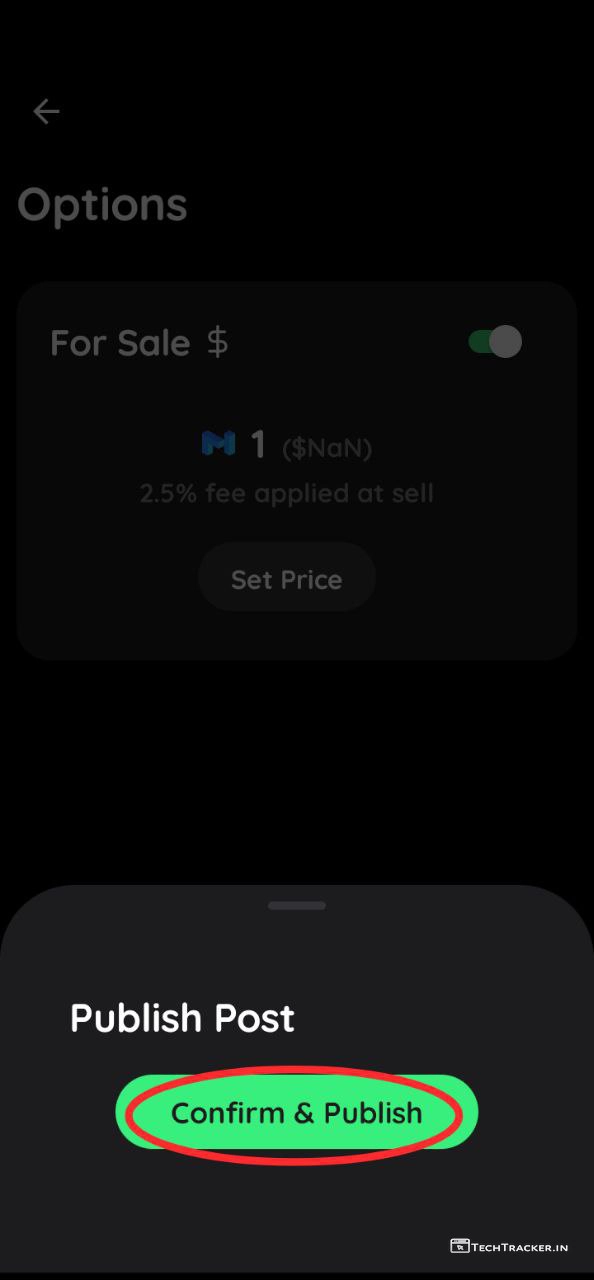 Options
For Sale $
1 ($NaN)
2.5% fee applied at sell
Set Price
Publish Post
Confirm & Publish
TECHTRACKER.IN